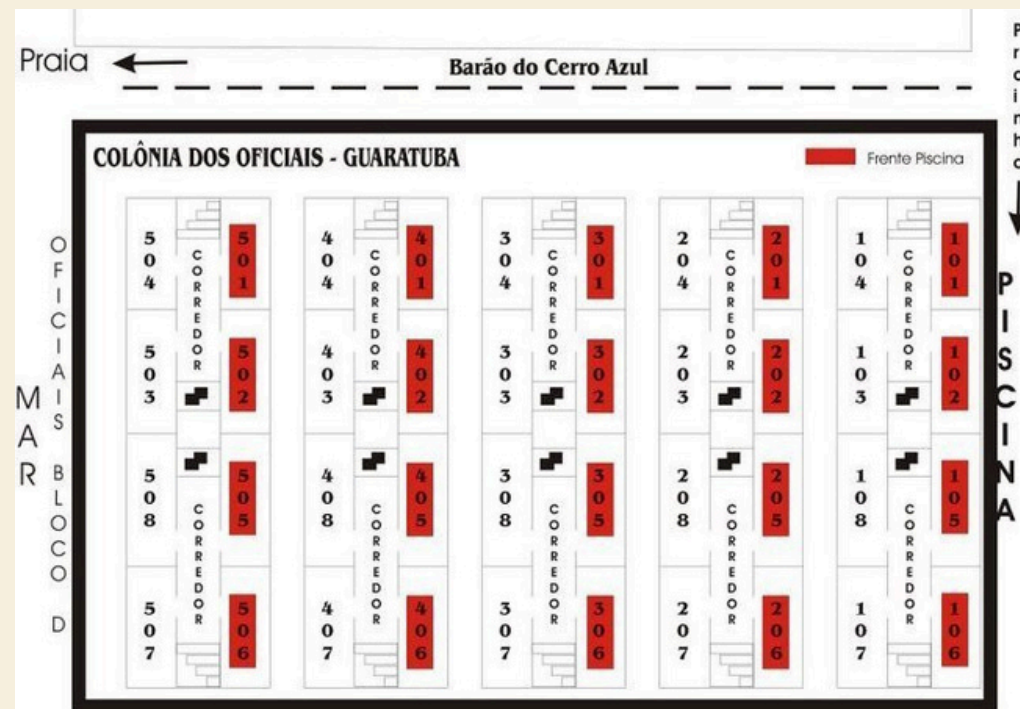 Praia
Barão do Cerro Azul
Prainha
COLÔNIA DOS OFICIAIS - GUARATUBA
Frente Piscina
OFICIAIS BLOCO D
MAR
PISCINA
504 CORREDOR 501
404 CORREDOR 401
304 CORREDOR 301
204 CORREDOR 201
104 CORREDOR 101
503 502
403 402
303 302
203 202
103 102
508 CORREDOR 505
408 CORREDOR 405
308 CORREDOR 305
208 CORREDOR 205
108 CORREDOR 105
507 506
407 406
307 306
207 206
107 106